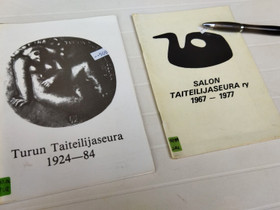 Turun Taiteilijaseura
1924—84
SALON
TAITEILIJASEURA ry
1967 – 1977